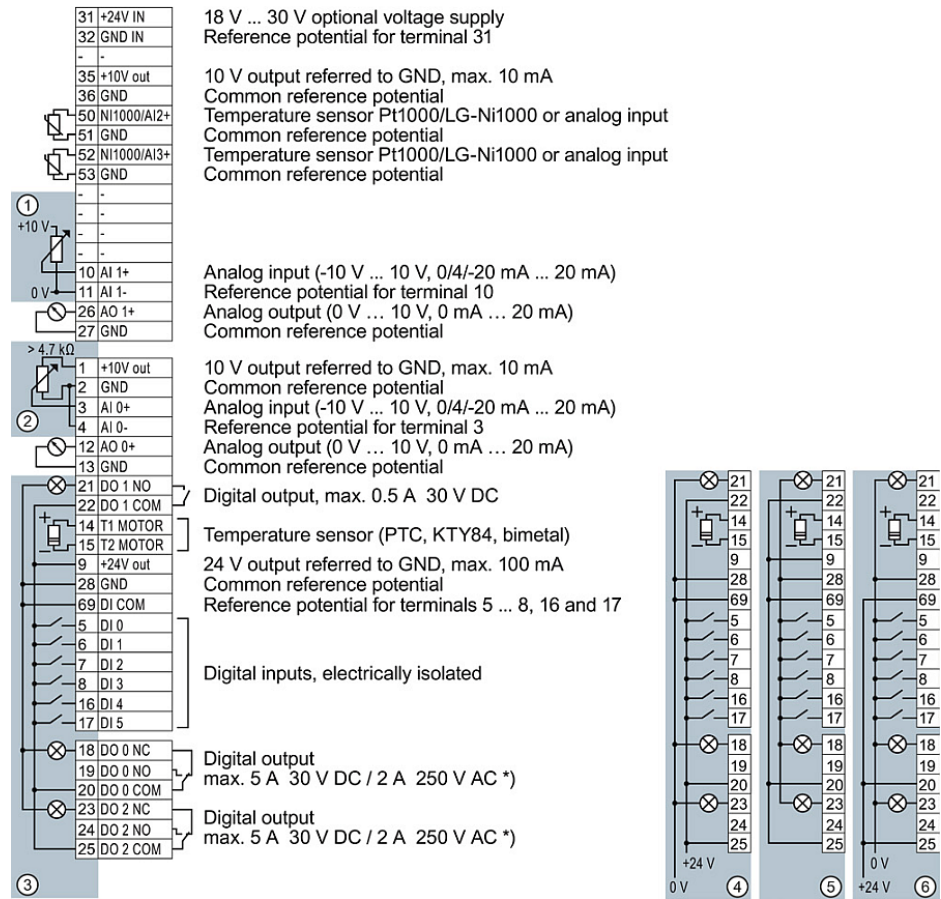 31 +24V IN 18 V ... 30 V optional voltage supply
32 GND IN Reference potential for terminal 31
- -
35 +10V out 10 V output referred to GND, max. 10 mA
36 GND Common reference potential
50 NI1000/AI2+ Temperature sensor Pt1000/LG-Ni1000 or analog input
51 GND Common reference potential
52 NI1000/AI3+ Temperature sensor Pt1000/LG-Ni1000 or analog input
53 GND Common reference potential
- -
①
- -
+10 V
- -
- -
10 AI 1+ Analog input (-10 V ... 10 V, 0/4/-20 mA ... 20 mA)
0 V 11 AI 1- Reference potential for terminal 10
26 AO 1+ Analog output (0 V ... 10 V, 0 mA ... 20 mA)
27 GND Common reference potential
> 4.7 kΩ
1 +10V out 10 V output referred to GND, max. 10 mA
2 GND Common reference potential
3 AI 0+ Analog input (-10 V ... 10 V, 0/4/-20 mA ... 20 mA)
② 4 AI 0- Reference potential for terminal 3
12 AO 0+ Analog output (0 V ... 10 V, 0 mA ... 20 mA)
13 GND Common reference potential
21 DO 1 NO
22 DO 1 COM
Digital output, max. 0.5 A 30 V DC
+ 14 T1 MOTOR
− 15 T2 MOTOR
Temperature sensor (PTC, KTY84, bimetal)
9 +24V out 24 V output referred to GND, max. 100 mA
28 GND Common reference potential
69 DI COM Reference potential for terminals 5 ... 8, 16 and 17
5 DI 0
6 DI 1
7 DI 2
8 DI 3
16 DI 4
17 DI 5
Digital inputs, electrically isolated
18 DO 0 NC
19 DO 0 NO
20 DO 0 COM
Digital output
max. 5 A 30 V DC / 2 A 250 V AC *)
23 DO 2 NC
24 DO 2 NO
25 DO 2 COM
Digital output
max. 5 A 30 V DC / 2 A 250 V AC *)
③
21
22
+ 14
− 15
9
28
69
5
6
7
8
16
17
18
19
20
23
24
25
+24 V
0 V ④
21
22
+ 14
− 15
9
28
69
5
6
7
8
16
17
18
19
20
23
24
25
⑤
21
22
+ 14
− 15
9
28
69
5
6
7
8
16
17
18
19
20
23
24
25
0 V
+24 V ⑥